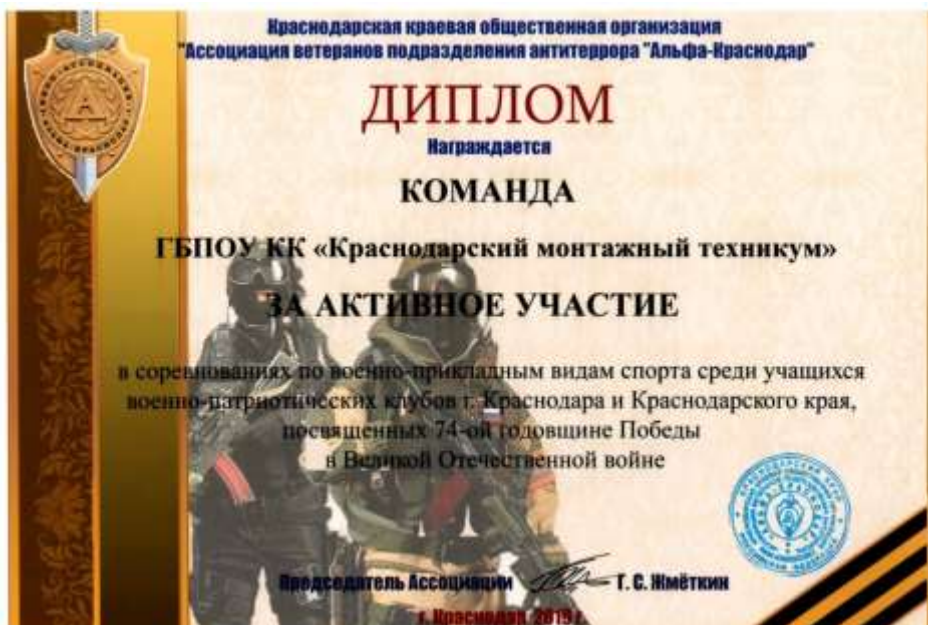 Краснодарская краевая общественная организация
"Ассоциация ветеранов подразделения антитеррора "Альфа-Краснодар"
ДИПЛОМ
Награждается
КОМАНДА
ГБПОУ КК «Краснодарский монтажный техникум»
ЗА АКТИВНОЕ УЧАСТИЕ
в соревнованиях по военно-прикладным видам спорта среди учащихся
военно-патриотических клубов г. Краснодара и Краснодарского края,
посвященных 74-ой годовщине Победы
в Великой Отечественной войне
Председатель Ассоциации Г. С. Жмёткин
г. Краснодар, 2019 г.